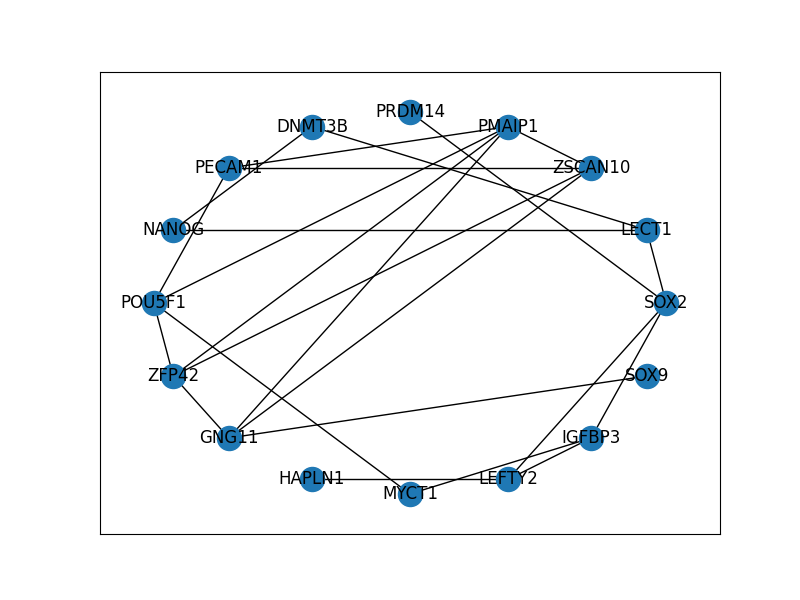 PRDM14
DNMT3B
PMAIP1
PECAM1
ZSCAN10
NANOG
LECT1
POU5F1
SOX2
ZFP42
SOX9
GNG11
IGFBP3
HAPLN1
LEFTY2
MYCT1